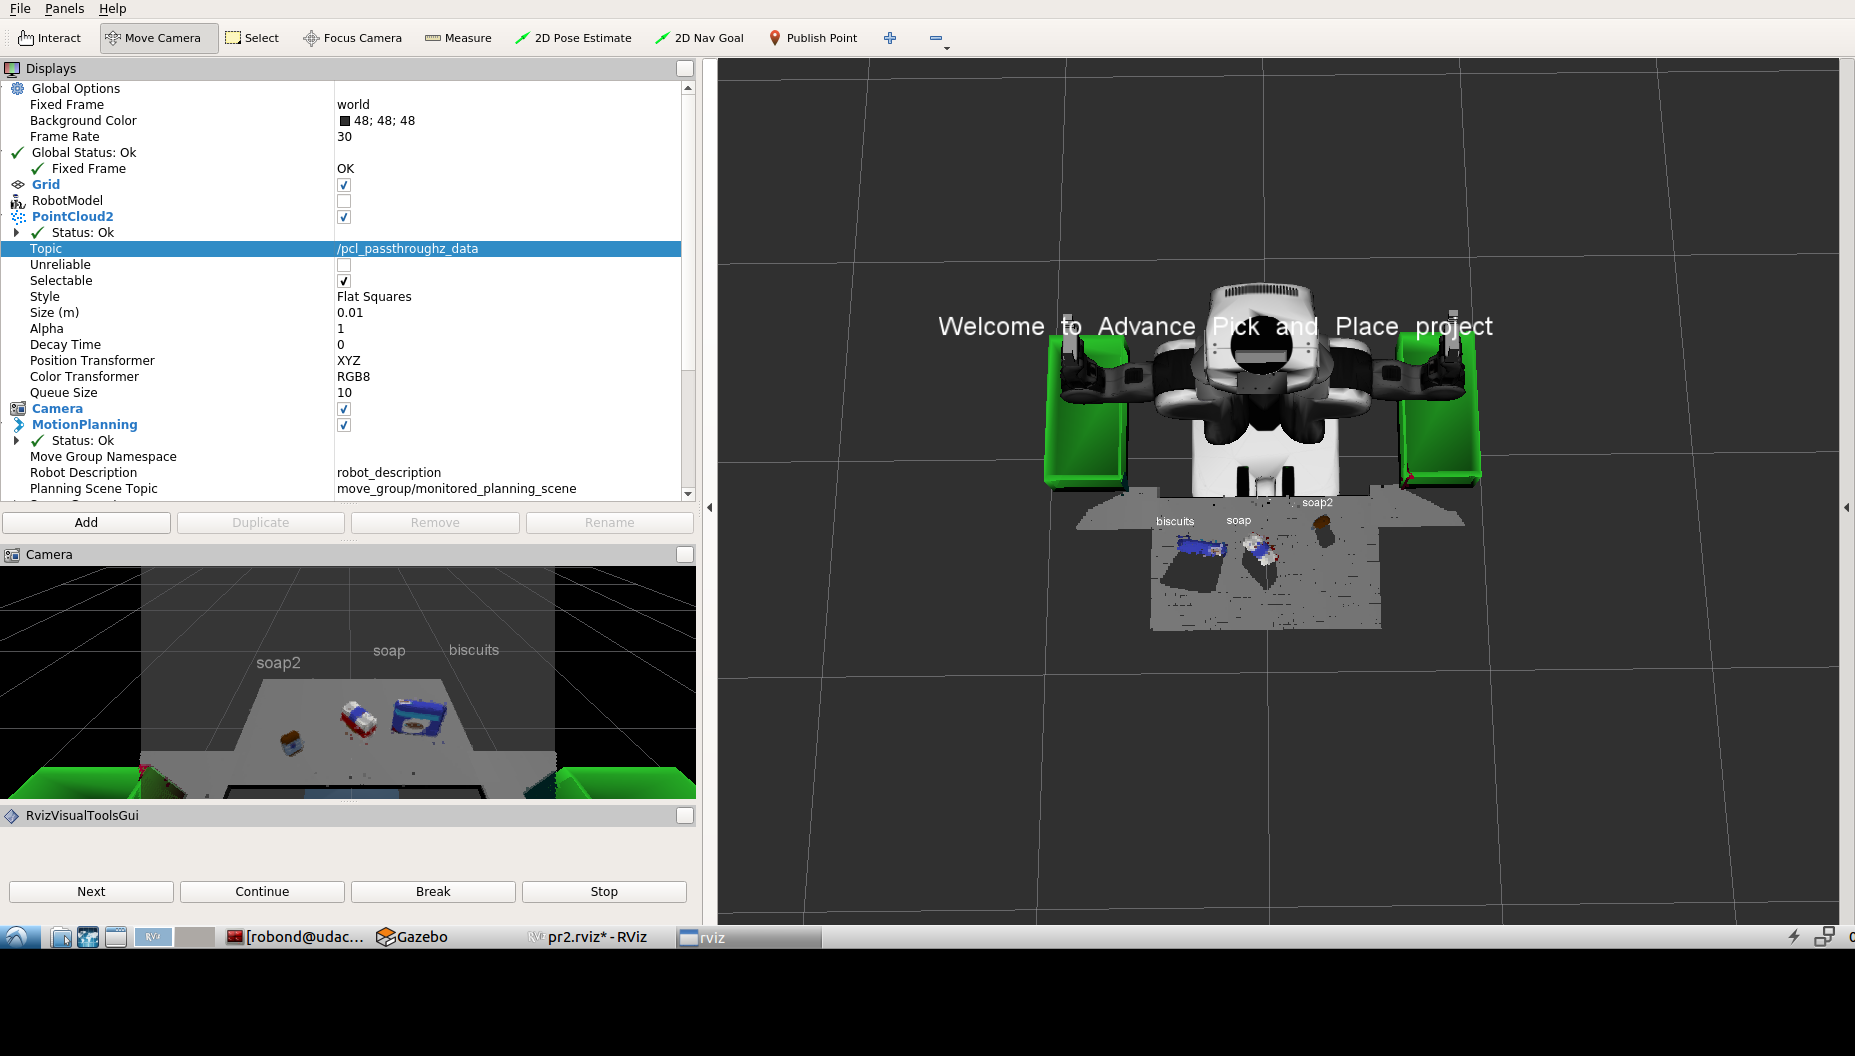 File Panels Help
Interact Move Camera Select Focus Camera Measure 2D Pose Estimate 2D Nav Goal Publish Point
Displays
Global Options
Fixed Frame world
Background Color 48; 48; 48
Frame Rate 30
Global Status: Ok
Fixed Frame OK
Grid
RobotModel
PointCloud2
Status: Ok
Topic /pcl_passthroughz_data
Unreliable
Selectable
Style Flat Squares
Size (m) 0.01
Alpha 1
Decay Time 0
Position Transformer XYZ
Color Transformer RGB8
Queue Size 10
Camera
MotionPlanning
Status: Ok
Move Group Namespace
Robot Description robot_description
Planning Scene Topic move_group/monitored_planning_scene
Add Duplicate Remove Rename
Camera
soap2 soap biscuits
RvizVisualToolsGui
Next Continue Break Stop
Welcome to Advance Pick and Place project
biscuits soap soap2
RViz [robond@udac... Gazebo RViz pr2.rviz* - RViz rviz